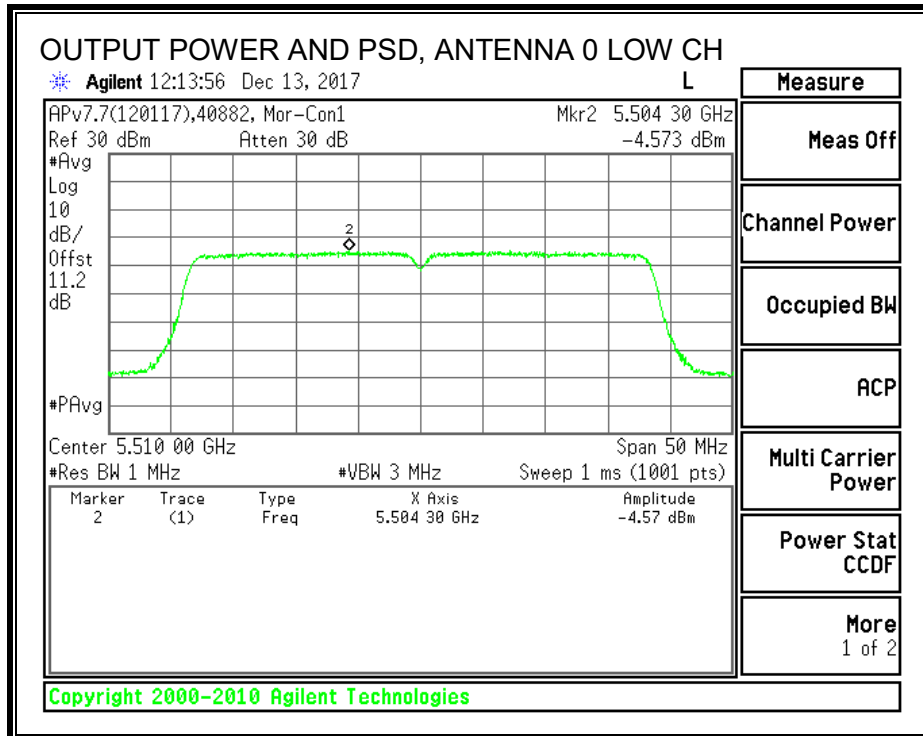 OUTPUT POWER AND PSD, ANTENNA 0 LOW CH
Agilent 12:13:56 Dec 13, 2017 L
APv7.7(120117),40882, Mor-Con1 Mkr2 5.504 30 GHz
Ref 30 dBm Atten 30 dB -4.573 dBm
#Avg
Log
10
dB/
Offst
11.2
dB
2
#PAvg
Center 5.510 00 GHz Span 50 MHz
#Res BW 1 MHz #VBW 3 MHz Sweep 1 ms (1001 pts)
Marker Trace Type X Axis Amplitude
2 (1) Freq 5.504 30 GHz -4.57 dBm
Measure
Meas Off
Channel Power
Occupied BW
ACP
Multi Carrier
Power
Power Stat
CCDF
More
1 of 2
Copyright 2000-2010 Agilent Technologies